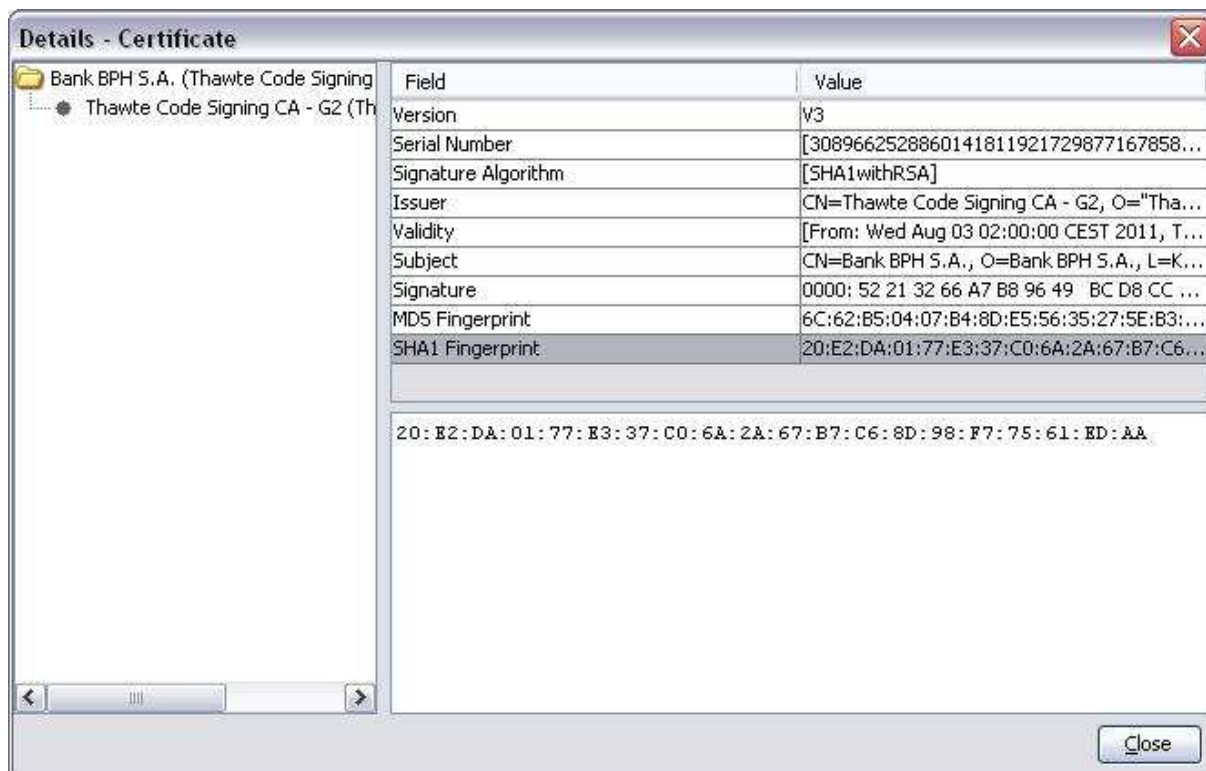 Details - Certificate
Bank BPH S.A. (Thawte Code Signing
Thawte Code Signing CA - G2 (Th
Field Value
Version V3
Serial Number [3089662528860141811921729877167858...
Signature Algorithm [SHA1withRSA]
Issuer CN=Thawte Code Signing CA - G2, O="Tha...
Validity [From: Wed Aug 03 02:00:00 CEST 2011, T...
Subject CN=Bank BPH S.A., O=Bank BPH S.A., L=K...
Signature 0000: 52 21 32 66 A7 B8 96 49 BC D8 CC ...
MD5 Fingerprint 6C:62:B5:04:07:B4:8D:E5:56:35:27:5E:B3:...
SHA1 Fingerprint 20:E2:DA:01:77:E3:37:C0:6A:2A:67:B7:C6...
20:E2:DA:01:77:E3:37:C0:6A:2A:67:B7:C6:8D:98:F7:75:61:ED:AA
Close